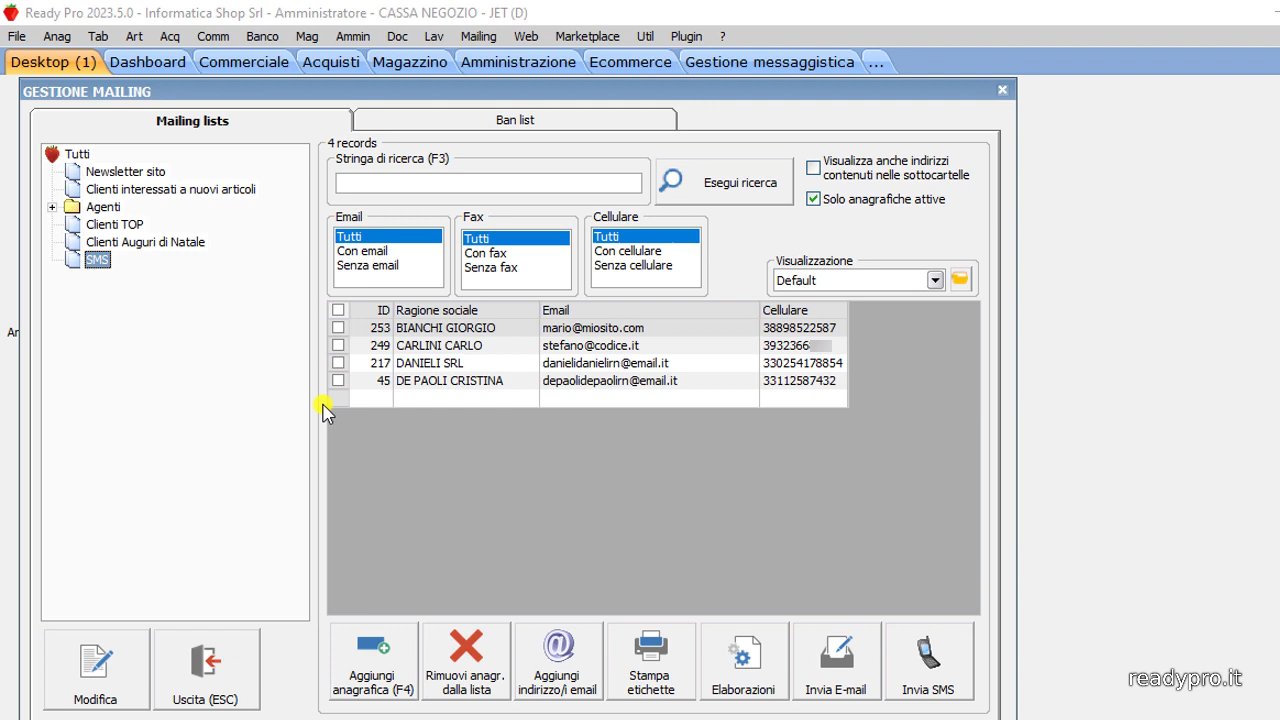 Ready Pro 2023.5.0 - Informatica Shop Srl - Amministratore - CASSA NEGOZIO - JET (D)
File Anag Tab Art Acq Comm Banco Mag Ammin Doc Lav Mailing Web Marketplace Util Plugin ?
Desktop (1) Dashboard Commerciale Acquisti Magazzino Amministrazione Ecommerce Gestione messaggistica ...
GESTIONE MAILING
Mailing lists Ban list
Tutti
Newsletter sito
Clienti interessati a nuovi articoli
Agenti
Clienti TOP
Clienti Auguri di Natale
SMS
Ar
4 records
Stringa di ricerca (F3)
Esegui ricerca
Visualizza anche indirizzi
contenuti nelle sottocartelle
Solo anagrafiche attive
Email
Tutti
Con email
Senza email
Fax
Tutti
Con fax
Senza fax
Cellulare
Tutti
Con cellulare
Senza cellulare
Visualizzazione
Default
ID Ragione sociale Email Cellulare
253 BIANCHI GIORGIO mario@miosito.com 38898522587
249 CARLINI CARLO stefano@codice.it 3932366
217 DANIELI SRL danielidanielirn@email.it 330254178854
45 DE PAOLI CRISTINA depaolidepaolirn@email.it 33112587432
Modifica
Uscita (ESC)
Aggiungi
anagrafica (F4)
Rimuovi anagr.
dalla lista
Aggiungi
indirizzo/i email
Stampa
etichette
Elaborazioni
Invia E-mail
Invia SMS
readypro.it